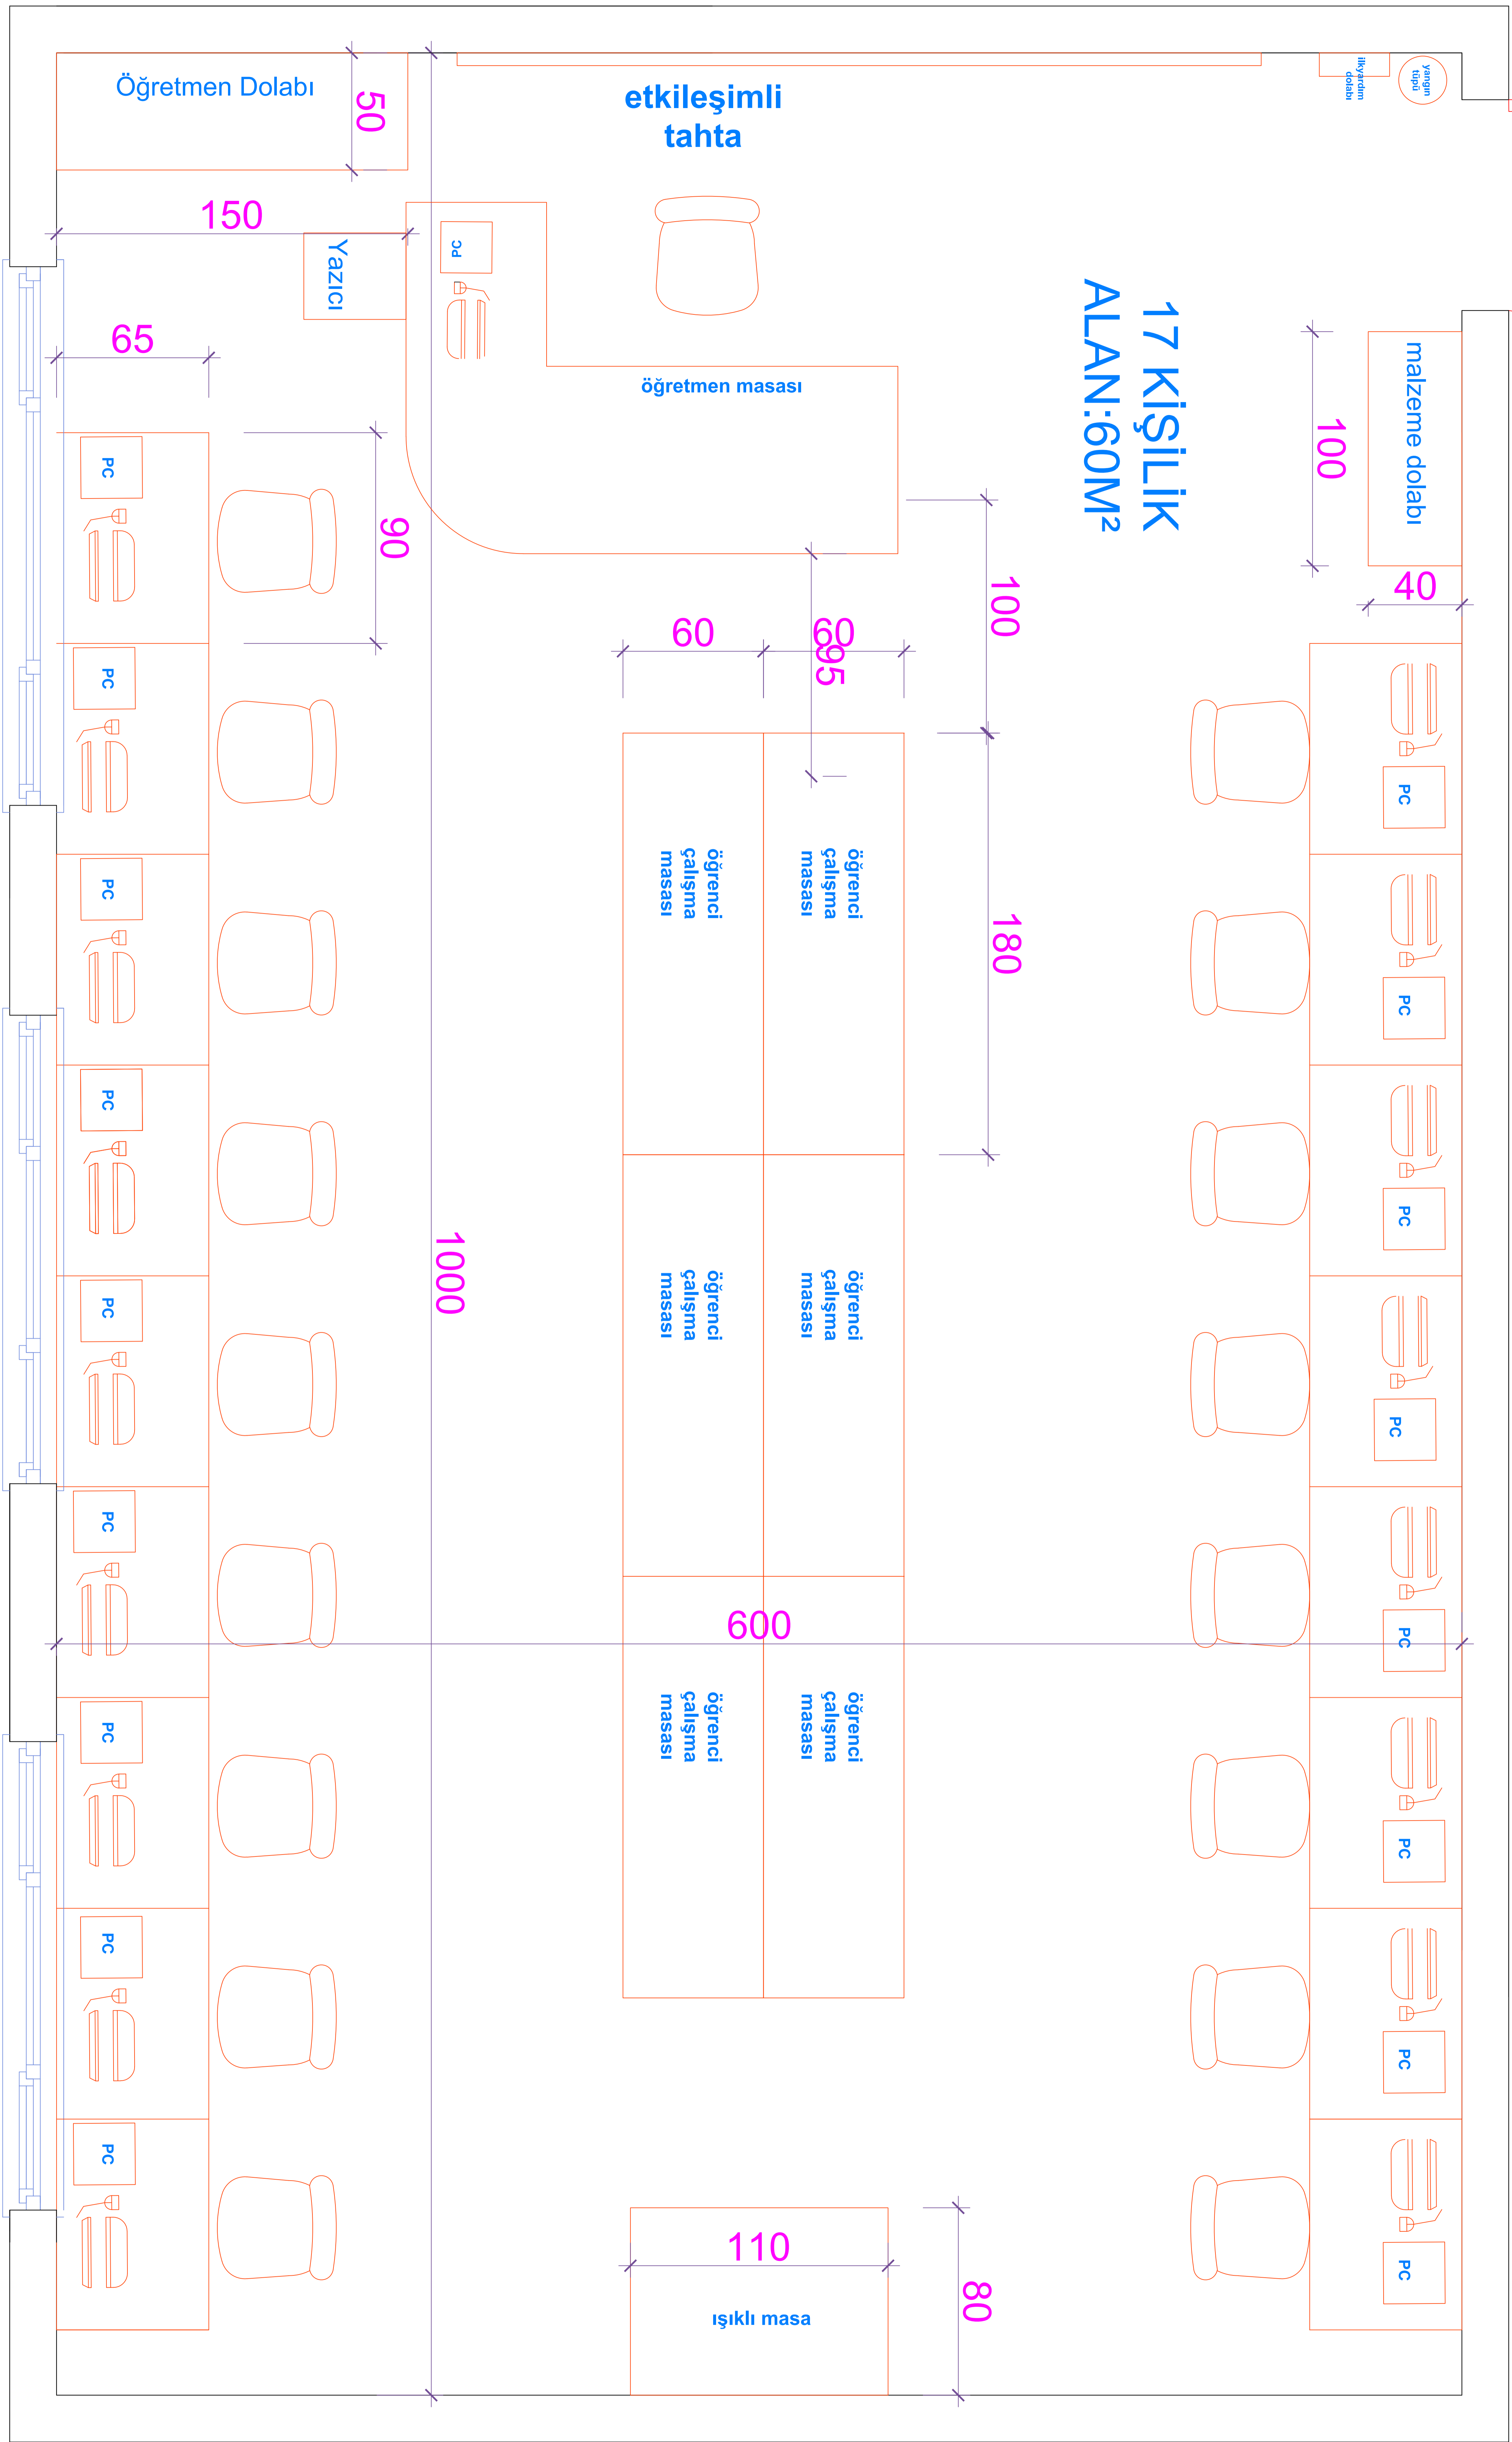 Öğretmen Dolabı
50
etkileşimli
tahta
ilkyardım
dolabı
yangın
tüpü
150
Yazıcı
PC
65
öğretmen masası
17 KİŞİLİK
ALAN:60M²
malzeme dolabı
100
40
90
100
60
60
95
180
PC
PC
PC
PC
PC
PC
PC
PC
PC
öğrenci
çalışma
masası
öğrenci
çalışma
masası
öğrenci
çalışma
masası
öğrenci
çalışma
masası
öğrenci
çalışma
masası
öğrenci
çalışma
masası
1000
600
PC
PC
PC
PC
PC
PC
PC
PC
110
80
ışıklı masa